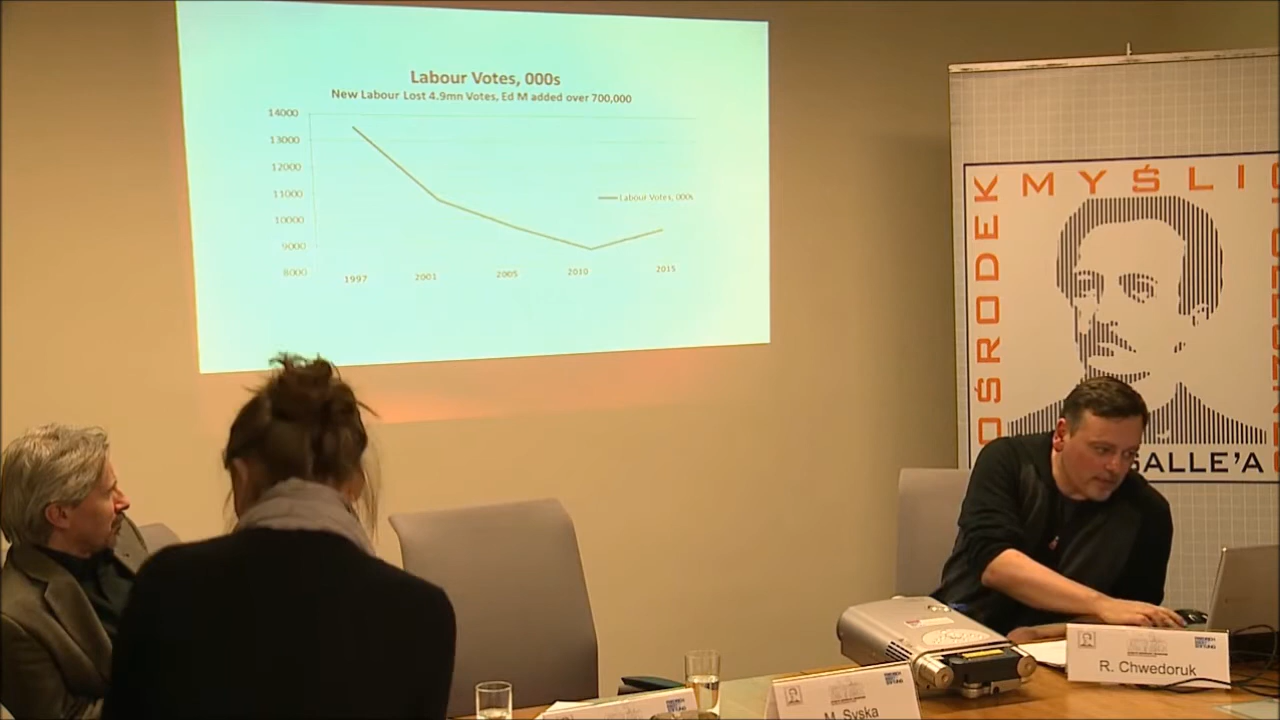 Labour Votes, 000s
New Labour Lost 4.9mn Votes, Ed M added over 700,000
14000
13000
12000
11000
10000
9000
8000
Labour Votes, 000s
1997
2001
2005
2010
2015
OŚRODEK
MYŚLI
SALLE'A
R. Chwedoruk
M. Syska